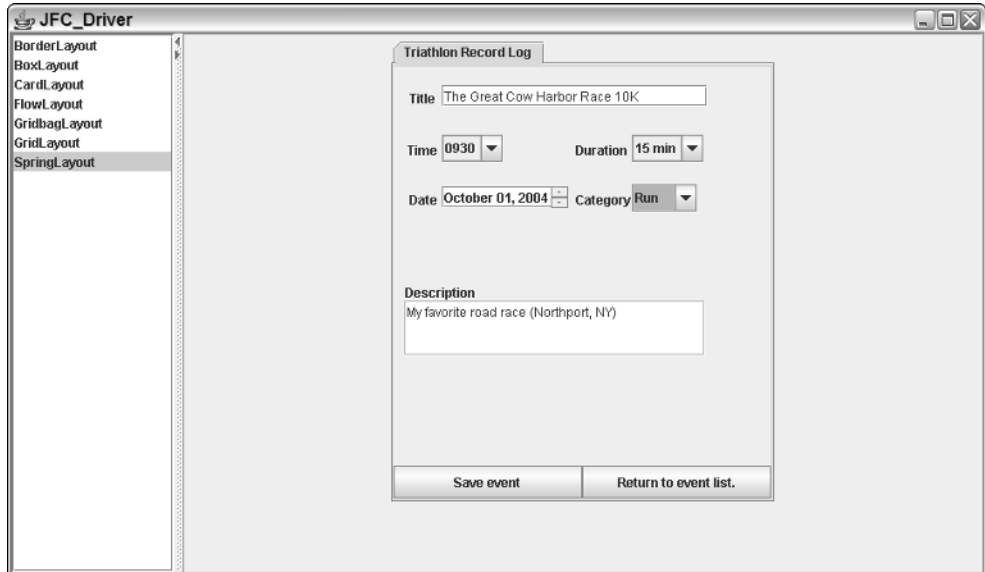 JFC_Driver
BorderLayout
BoxLayout
CardLayout
FlowLayout
GridbagLayout
GridLayout
SpringLayout
Triathlon Record Log
Title The Great Cow Harbor Race 10K
Time 0930 Duration 15 min
Date October 01, 2004 Category Run
Description
My favorite road race (Northport, NY)
Save event Return to event list.